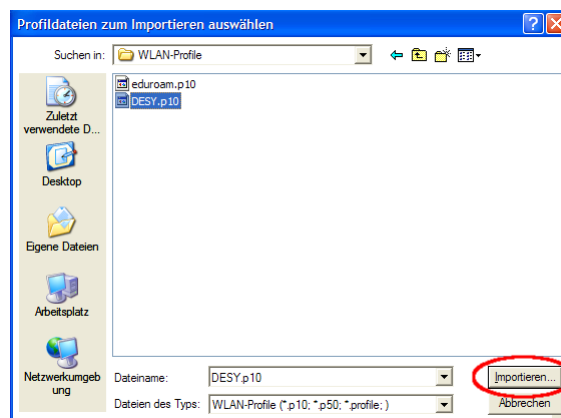 Profildateien zum Importieren auswählen
Suchen in: WLAN-Profile
eduroam.p10
DESY.p10
Zuletzt
verwendete D...
Desktop
Eigene Dateien
Arbeitsplatz
Netzwerkumgeb
ung
Dateiname: DESY.p10 Importieren...
Dateien des Typs: WLAN-Profile (*.p10; *.p50; *.profile; ) Abbrechen